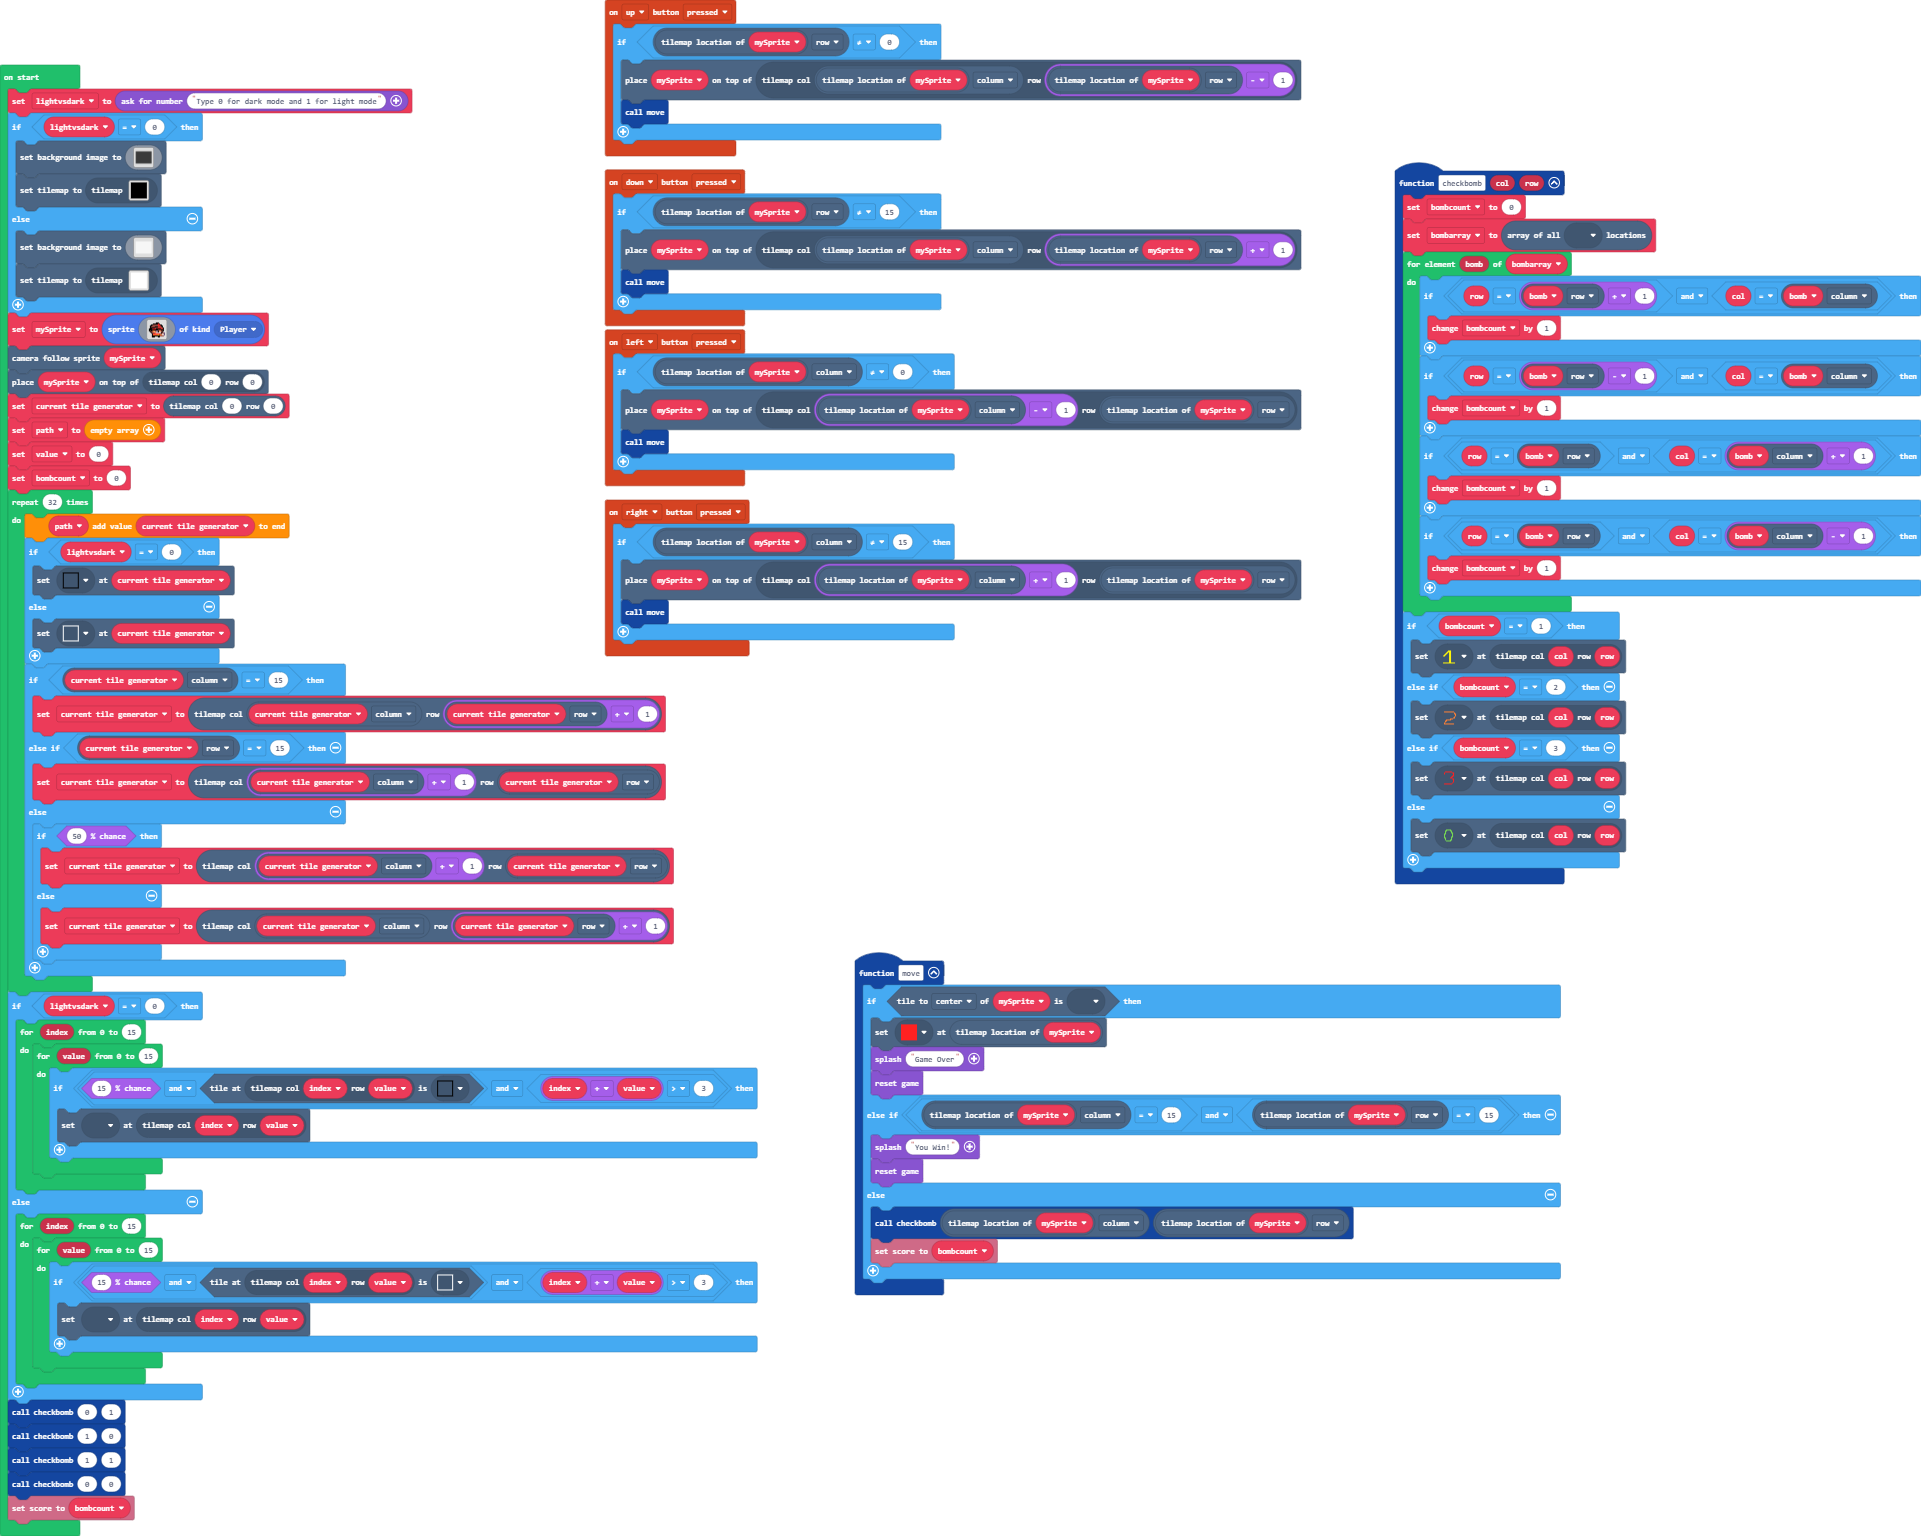 on start
set lightvsdark to ask for number "Type 0 for dark mode and 1 for light mode"
if lightvsdark = 0 then
set background image to
set tilemap to tilemap
else
set background image to
set tilemap to tilemap
set mySprite to sprite of kind Player
camera follow sprite mySprite
place mySprite on top of tilemap col 0 row 0
set current tile generator to tilemap col 0 row 0
set path to empty array
set value to 0
set bombcount to 0
repeat 32 times
do path add value current tile generator to end
if lightvsdark = 0 then
set at current tile generator
else
set at current tile generator
if current tile generator column = 15 then
set current tile generator to tilemap col current tile generator column row current tile generator row + 1
else if current tile generator row = 15 then
set current tile generator to tilemap col current tile generator column + 1 row current tile generator row
else
if 50 % chance then
set current tile generator to tilemap col current tile generator column + 1 row current tile generator row
else
set current tile generator to tilemap col current tile generator column row current tile generator row + 1
if lightvsdark = 0 then
for index from 0 to 15
do for value from 0 to 15
do if 15 % chance and tile at tilemap col index row value is and index + value > 3 then
set at tilemap col index row value
else
for index from 0 to 15
do for value from 0 to 15
do if 15 % chance and tile at tilemap col index row value is and index + value > 3 then
set at tilemap col index row value
call checkbomb 0 1
call checkbomb 1 0
call checkbomb 1 1
call checkbomb 0 0
set score to bombcount
on up button pressed
if tilemap location of mySprite row ≠ 0 then
place mySprite on top of tilemap col tilemap location of mySprite column row tilemap location of mySprite row - 1
call move
on down button pressed
if tilemap location of mySprite row ≠ 15 then
place mySprite on top of tilemap col tilemap location of mySprite column row tilemap location of mySprite row + 1
call move
on left button pressed
if tilemap location of mySprite column ≠ 0 then
place mySprite on top of tilemap col tilemap location of mySprite column - 1 row tilemap location of mySprite row
call move
on right button pressed
if tilemap location of mySprite column ≠ 15 then
place mySprite on top of tilemap col tilemap location of mySprite column + 1 row tilemap location of mySprite row
call move
function checkbomb col row
set bombcount to 0
set bombarray to array of all locations
for element bomb of bombarray
do if row = bomb row + 1 and col = bomb column then
change bombcount by 1
if row = bomb row - 1 and col = bomb column then
change bombcount by 1
if row = bomb row and col = bomb column + 1 then
change bombcount by 1
if row = bomb row and col = bomb column - 1 then
change bombcount by 1
if bombcount = 1 then
set 1 at tilemap col col row row
else if bombcount = 2 then
set 2 at tilemap col col row row
else if bombcount = 3 then
set 3 at tilemap col col row row
else
set 0 at tilemap col col row row
function move
if tile to center of mySprite is then
set at tilemap location of mySprite
splash "Game Over"
reset game
else if tilemap location of mySprite column = 15 and tilemap location of mySprite row = 15 then
splash "You Win!"
reset game
else
call checkbomb tilemap location of mySprite column tilemap location of mySprite row
set score to bombcount